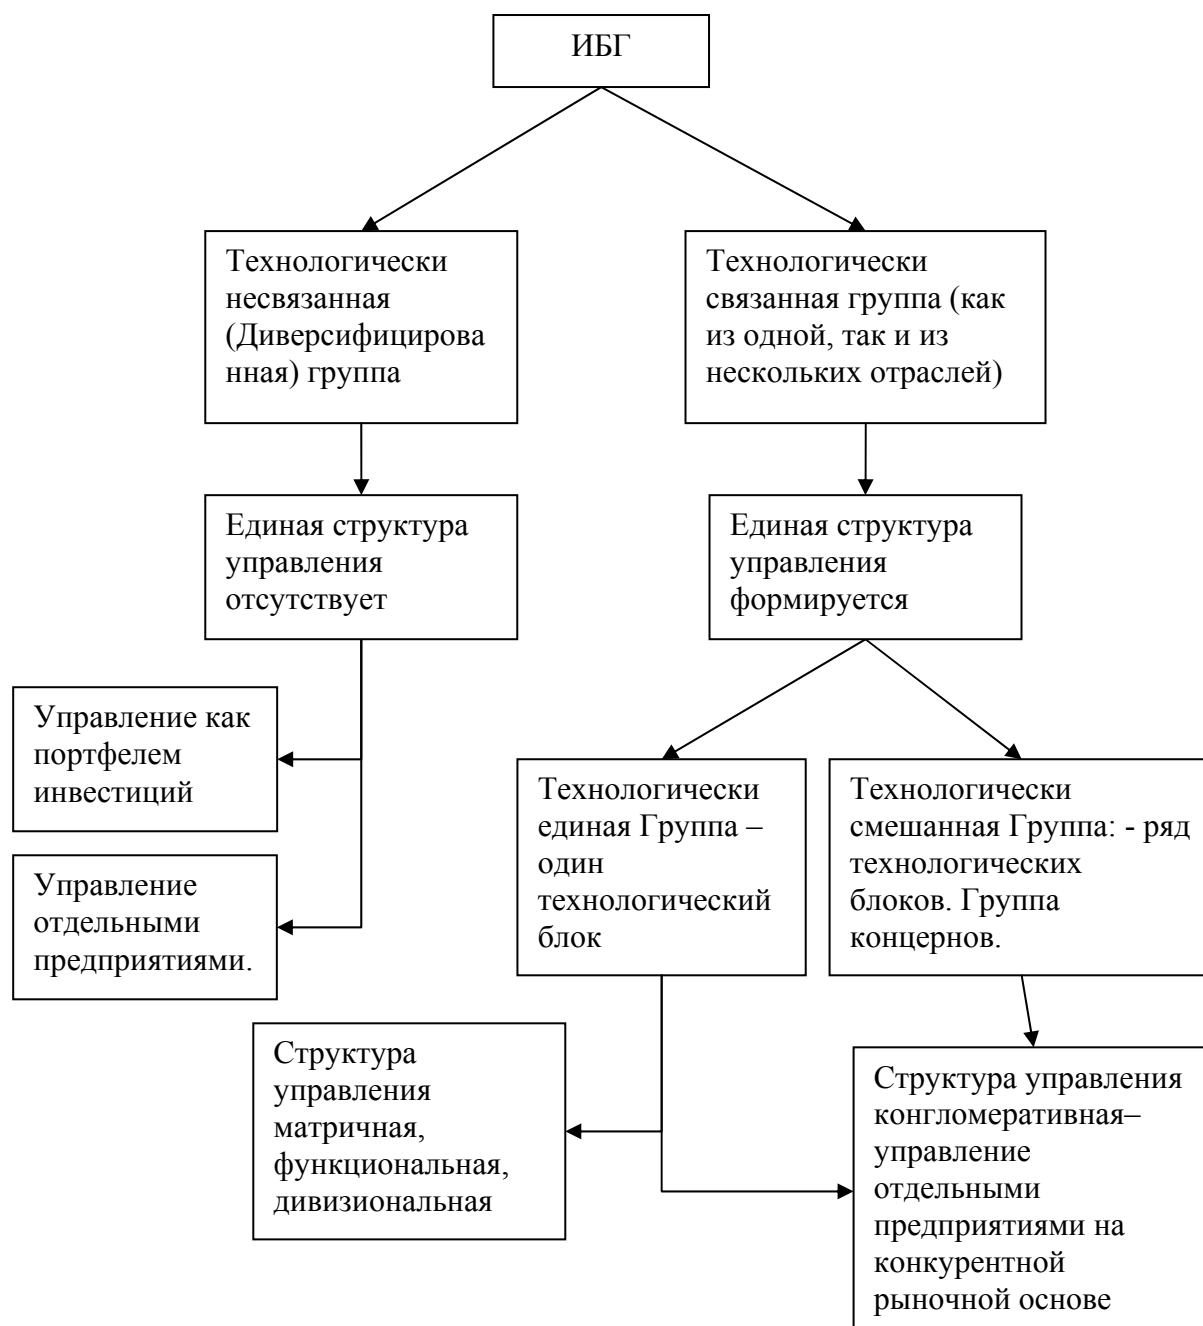 ИБГ
Технологически
несвязанная
(Диверсифицирова
нная) группа
Технологически
связанная группа (как
из одной, так и из
нескольких отраслей)
Единая структура
управления
отсутствует
Единая структура
управления
формируется
Управление как
портфелем
инвестиций
Управление
отдельными
предприятиями.
Технологически
единая Группа –
один
технологический
блок
Технологически
смешанная Группа: - ряд
технологических
блоков. Группа
концернов.
Структура
управления
матричная,
функциональная,
дивизиональная
Структура управления
конгломеративная–
управление
отдельными
предприятиями на
конкурентной
рыночной основе